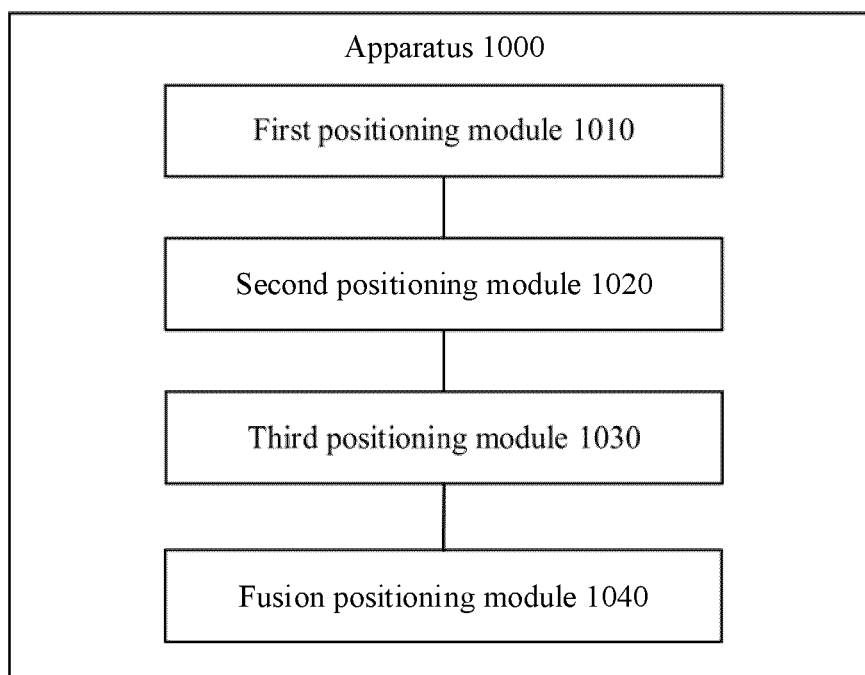 Apparatus 1000
First positioning module 1010
Second positioning module 1020
Third positioning module 1030
Fusion positioning module 1040